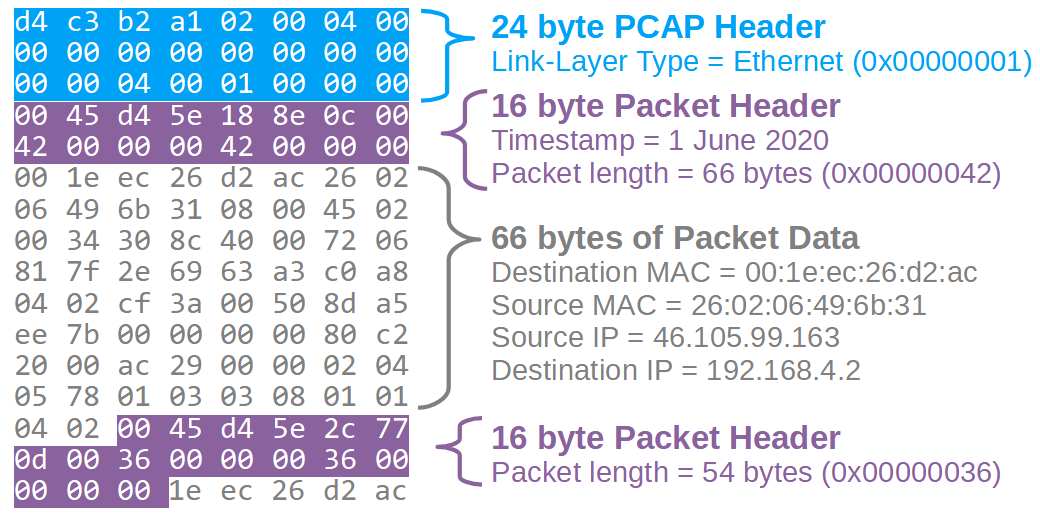 d4 c3 b2 a1 02 00 04 00
00 00 00 00 00 00 00 00
00 00 04 00 01 00 00 00
00 45 d4 5e 18 8e 0c 00
42 00 00 00 42 00 00 00
00 1e ec 26 d2 ac 26 02
06 49 6b 31 08 00 45 02
00 34 30 8c 40 00 72 06
81 7f 2e 69 63 a3 c0 a8
04 02 cf 3a 00 50 8d a5
ee 7b 00 00 00 00 80 c2
20 00 ac 29 00 00 02 04
05 78 01 03 03 08 01 01
04 02 00 45 d4 5e 2c 77
0d 00 36 00 00 00 36 00
00 00 00 1e ec 26 d2 ac
24 byte PCAP Header
Link-Layer Type = Ethernet (0x00000001)
16 byte Packet Header
Timestamp = 1 June 2020
Packet length = 66 bytes (0x00000042)
66 bytes of Packet Data
Destination MAC = 00:1e:ec:26:d2:ac
Source MAC = 26:02:06:49:6b:31
Source IP = 46.105.99.163
Destination IP = 192.168.4.2
16 byte Packet Header
Packet length = 54 bytes (0x00000036)